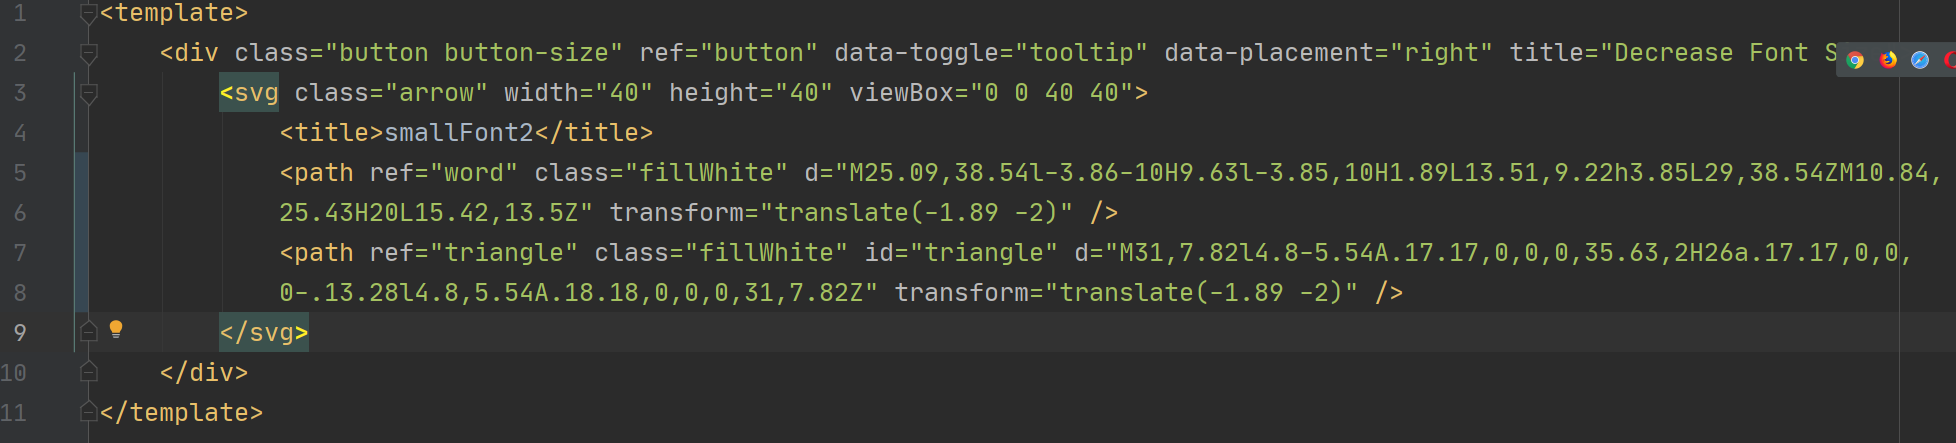 1 <template>
2 <div class="button button-size" ref="button" data-toggle="tooltip" data-placement="right" title="Decrease Font S
3 <svg class="arrow" width="40" height="40" viewBox="0 0 40 40">
4 <title>smallFont2</title>
5 <path ref="word" class="fillWhite" d="M25.09,38.54l-3.86-10H9.63l-3.85,10H1.89L13.51,9.22h3.85L29,38.54ZM10.84,
6 25.43H20L15.42,13.5Z" transform="translate(-1.89 -2)" />
7 <path ref="triangle" class="fillWhite" id="triangle" d="M31,7.82l4.8-5.54A.17.17,0,0,0,35.63,2H26a.17.17,0,0,
8 0-.13.28l4.8,5.54A.18.18,0,0,0,31,7.82Z" transform="translate(-1.89 -2)" />
9 </svg>
10 </div>
11 </template>